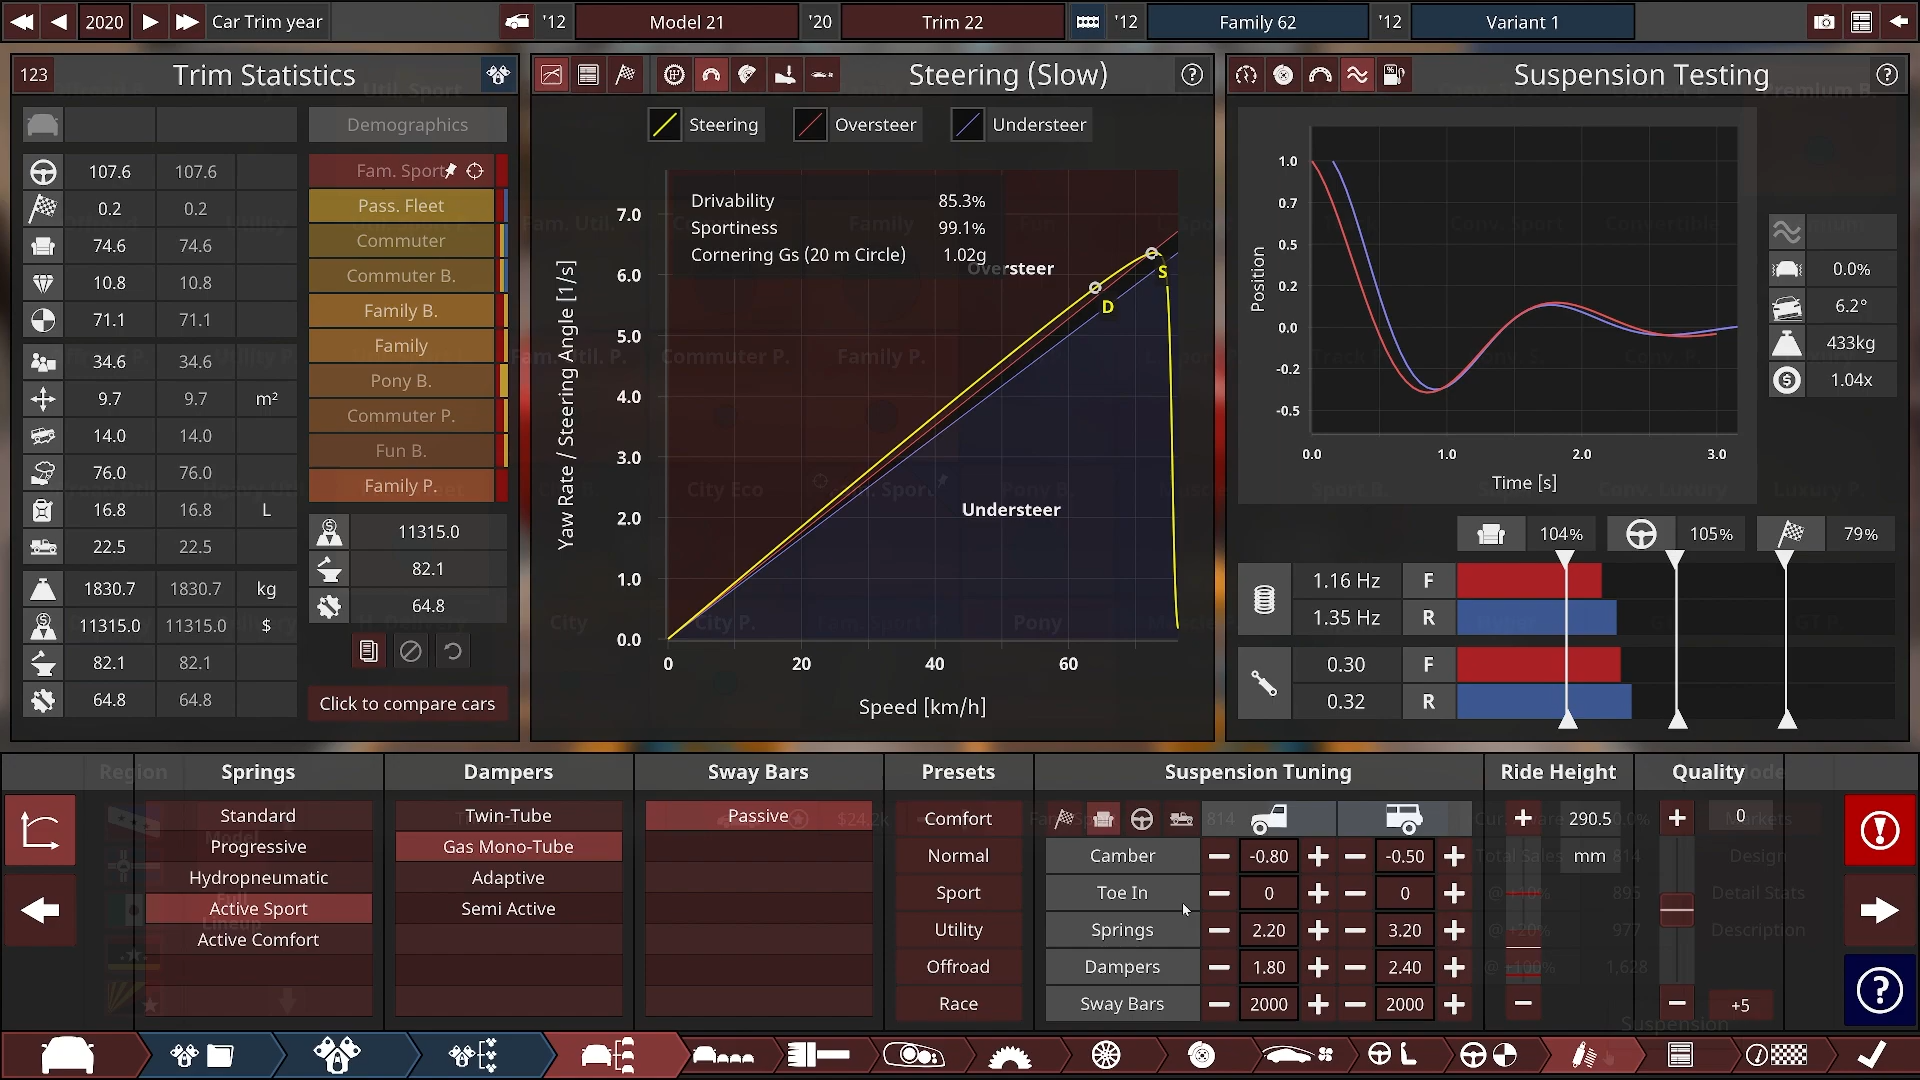 2020 Car Trim year '12 Model 21 '20 Trim 22 '12 Family 62 '12 Variant 1
123 Trim Statistics
Demographics
107.6 107.6
0.2 0.2
74.6 74.6
10.8 10.8
71.1 71.1
34.6 34.6
9.7 9.7 m²
14.0 14.0
76.0 76.0
16.8 16.8 L
22.5 22.5
1830.7 1830.7 kg
11315.0 11315.0 $
82.1 82.1
64.8 64.8
Fam. Sport
Pass. Fleet
Commuter
Commuter B.
Family B.
Family
Pony B.
Commuter P.
Fun B.
Family P.
11315.0
82.1
64.8
Click to compare cars
Steering (Slow)
Steering Oversteer Understeer
Drivability 85.3%
Sportiness 99.1%
Cornering Gs (20 m Circle) 1.02g
Oversteer
S
D
Understeer
Yaw Rate / Steering Angle [1/s]
7.0
6.0
5.0
4.0
3.0
2.0
1.0
0.0
0 20 40 60
Speed [km/h]
Suspension Testing
Position
1.0
0.7
0.5
0.2
0.0
-0.2
-0.5
0.0 1.0 2.0 3.0
Time [s]
0.0%
6.2°
433kg
1.04x
104% 105% 79%
1.16 Hz F
1.35 Hz R
0.30 F
0.32 R
Springs
Standard
Progressive
Hydropneumatic
Active Sport
Active Comfort
Dampers
Twin-Tube
Gas Mono-Tube
Adaptive
Semi Active
Sway Bars
Passive
Presets
Comfort
Normal
Sport
Utility
Offroad
Race
Suspension Tuning
Camber -0.80 -0.50
Toe In 0 0
Springs 2.20 3.20
Dampers 1.80 2.40
Sway Bars 2000 2000
Ride Height
290.5
mm
Quality
0
+5